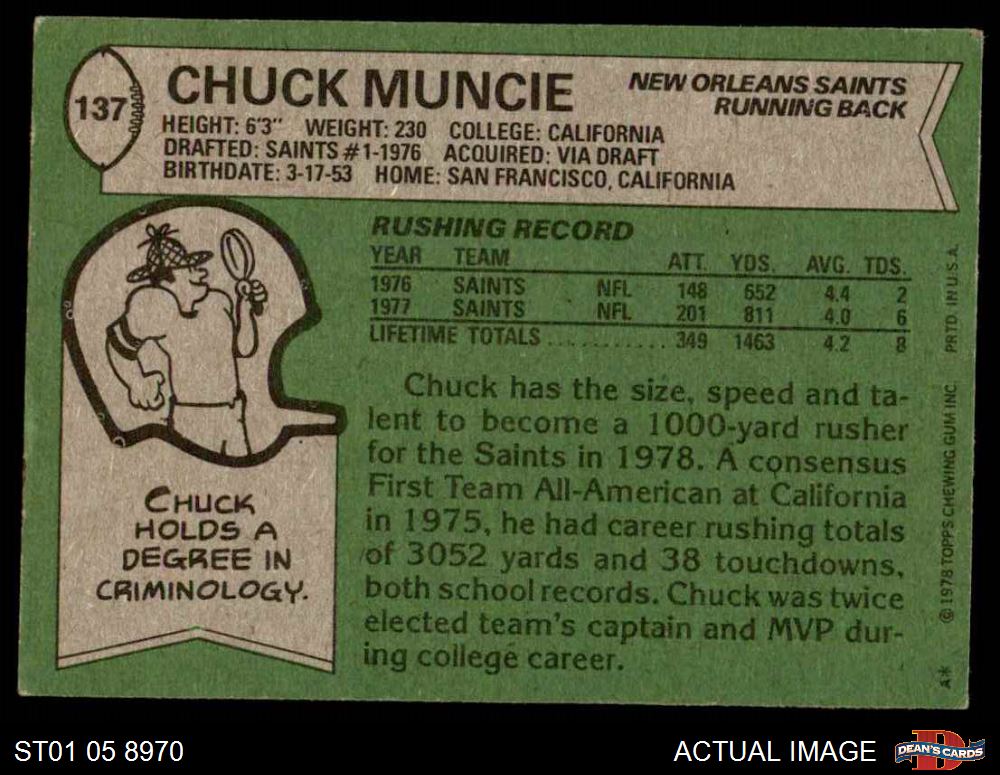 137
CHUCK MUNCIE
NEW ORLEANS SAINTS
RUNNING BACK
HEIGHT: 6'3" WEIGHT: 230 COLLEGE: CALIFORNIA
DRAFTED: SAINTS #1-1976 ACQUIRED: VIA DRAFT
BIRTHDATE: 3-17-53 HOME: SAN FRANCISCO, CALIFORNIA
RUSHING RECORD
YEAR TEAM ATT. YDS. AVG. TDS.
1976 SAINTS NFL 148 652 4.4 2
1977 SAINTS NFL 201 811 4.0 6
LIFETIME TOTALS ............ 349 1463 4.2 8
Chuck has the size, speed and ta-
lent to become a 1000-yard rusher
for the Saints in 1978. A consensus
First Team All-American at California
in 1975, he had career rushing totals
of 3052 yards and 38 touchdowns,
both school records. Chuck was twice
elected team's captain and MVP dur-
ing college career.
CHUCK
HOLDS A
DEGREE IN
CRIMINOLOGY.
A* © 1978 TOPPS CHEWING GUM INC. PRTD IN U.S.A.
ST01 05 8970
ACTUAL IMAGE
D
DEAN'S CARDS